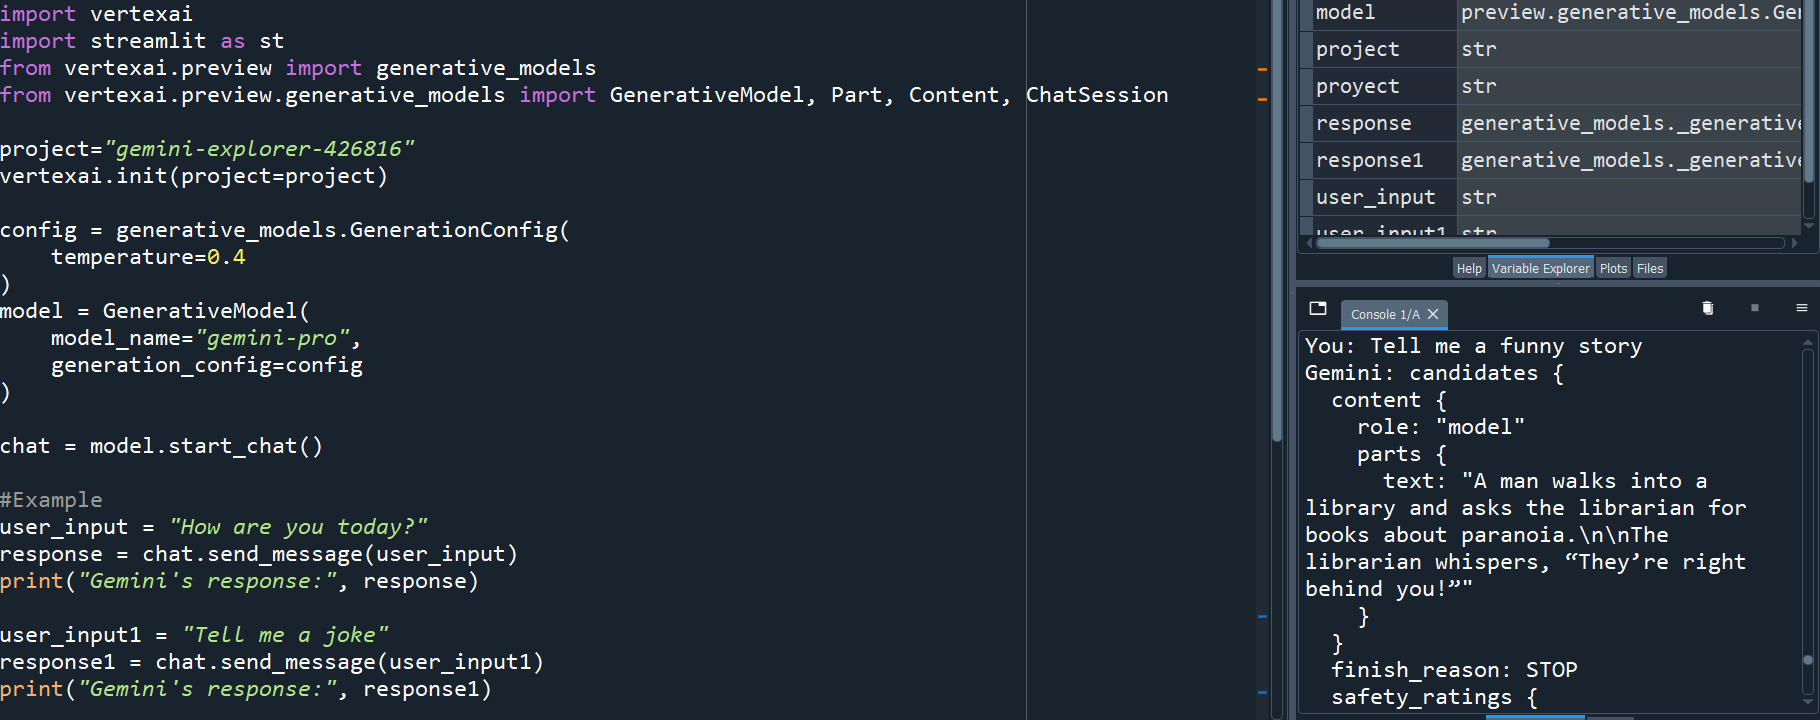 import vertexai
import streamlit as st
from vertexai.preview import generative_models
from vertexai.preview.generative_models import GenerativeModel, Part, Content, ChatSession
project="gemini-explorer-426816"
vertexai.init(project=project)
config = generative_models.GenerationConfig(
    temperature=0.4
)
model = GenerativeModel(
    model_name="gemini-pro",
    generation_config=config
)
chat = model.start_chat()
#Example
user_input = "How are you today?"
response = chat.send_message(user_input)
print("Gemini's response:", response)
user_input1 = "Tell me a joke"
response1 = chat.send_message(user_input1)
print("Gemini's response:", response1)
model preview.generative_models.Ger
project str
proyect str
response generative_models._generative
response1 generative_models._generative
user_input str
user_input1 str
Help Variable Explorer Plots Files
Console 1/A
You: Tell me a funny story
Gemini: candidates {
  content {
    role: "model"
    parts {
      text: "A man walks into a
library and asks the librarian for
books about paranoia.\n\nThe
librarian whispers, “They’re right
behind you!”"
    }
  }
  finish_reason: STOP
  safety_ratings {